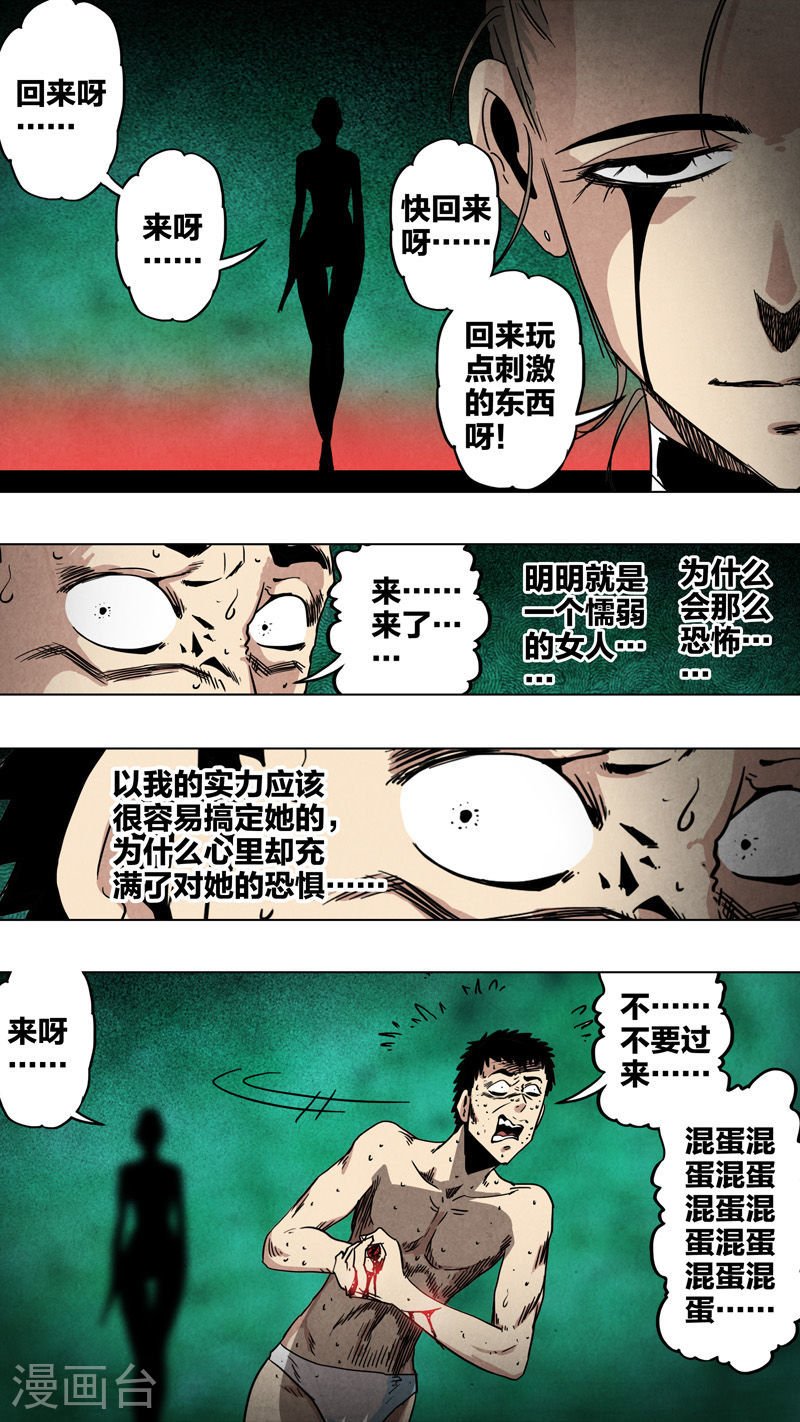 回来呀
……
来呀
……
快回来
呀……
回来玩
点刺激
的东西
呀！
来……
来了…
…
明明就是
一个懦弱
的女人…
…
为什么
会那么
恐怖…
…
以我的实力应该
很容易搞定她的，
为什么心里却充
满了对她的恐惧……
来呀
……
不……
不要过
来……
混蛋混
蛋混蛋
混蛋混
蛋混蛋
混蛋混
蛋……
漫画台